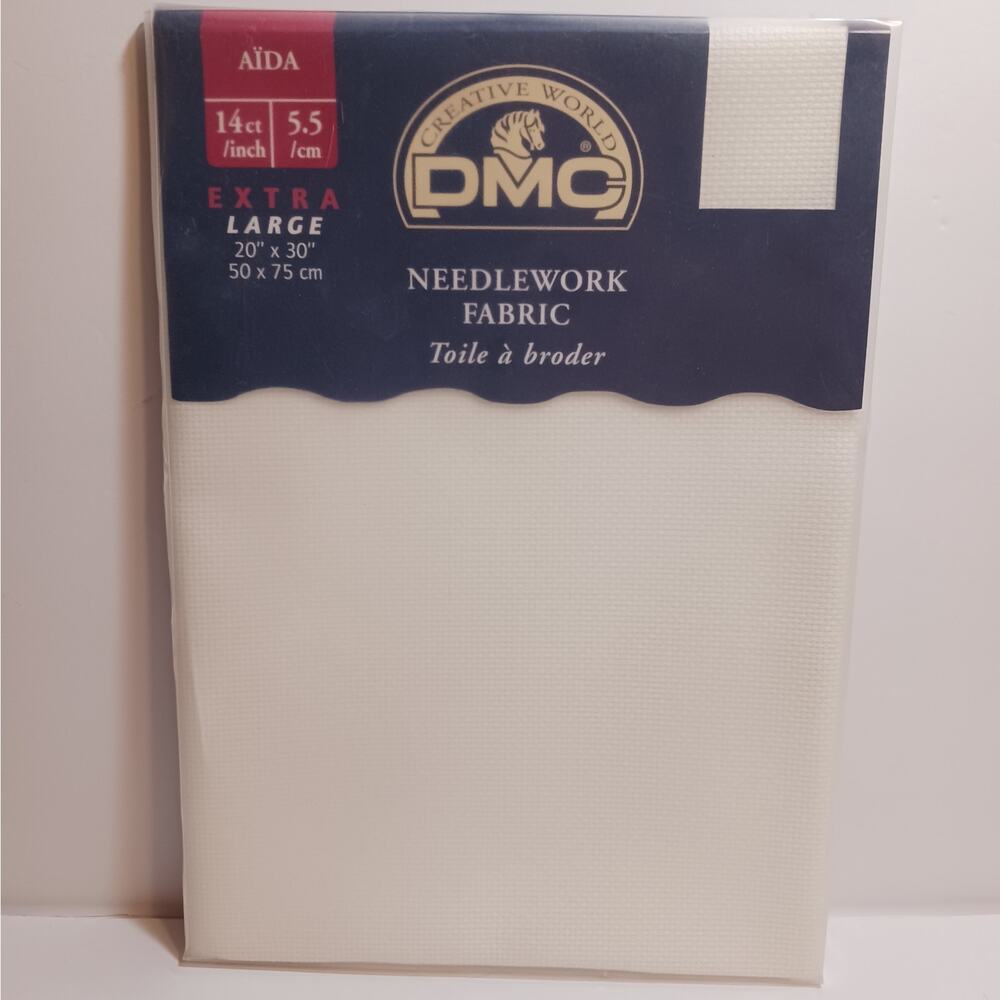 AÏDA
14ct 5.5
/inch /cm
EXTRA
LARGE
20" x 30"
50 x 75 cm
CREATIVE WORLD
®
DMC
NEEDLEWORK
FABRIC
Toile à broder